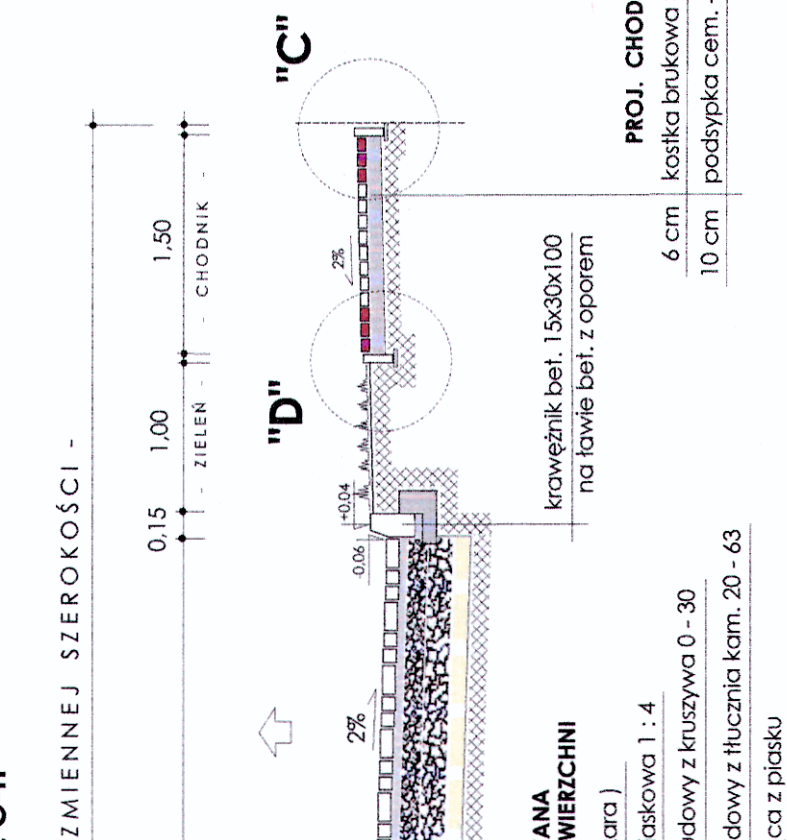 ZMIENNEJ SZEROKOŚCI -
0,15 1,00 1,50
- ZIELEŃ - - CHODNIK -
"D" "C"
2%
-0,06 +0,04
2%
krawężnik bet. 15x30x100
na ławie bet. z oporem
PROJ. CHOD
6 cm kostka brukowa
10 cm podsypka cem. -
ANA
WIERZCHNI
ara )
askowa 1 : 4
udowy z kruszywa 0 - 30
dowy z tłucznia kam. 20 - 63
ca z piasku